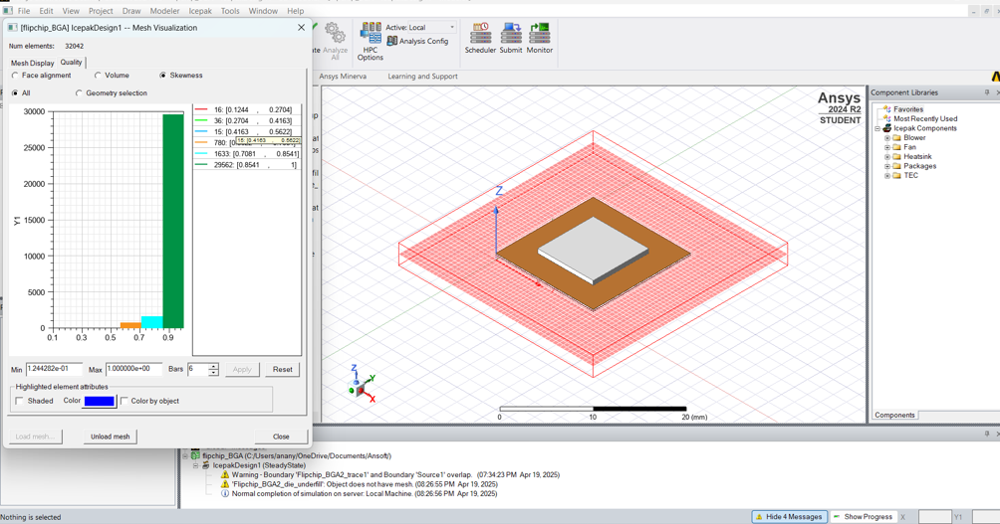 File Edit View Project Draw Modeler Icepak Tools Window Help
[flipchip_BGA] IcepakDesign1 -- Mesh Visualization
Num elements: 32042
Mesh Display Quality
Face alignment Volume Skewness
All Geometry selection
30000
25000
20000
15000
10000
5000
0
Y1
0.1 0.3 0.5 0.7 0.9
16: [0.1244 , 0.2704]
36: [0.2704 , 0.4163]
15: [0.4163 , 0.5622]
15: [0.4163 0.5622]
780:
1633: [0.7081 , 0.8541]
29562: [0.8541 , 1]
Min 1.244282e-01 Max 1.000000e+00 Bars 6 Apply Reset
Highlighted element attributes
Shaded Color Color by object
Load mesh... Unload mesh Close
Analyze
All
HPC
Options
Active: Local
Analysis Config
Scheduler Submit Monitor
Ansys Minerva Learning and Support
Ansys
2024 R2
STUDENT
Z
Z
Y
X
0 10 20 (mm)
Component Libraries
Favorites
Most Recently Used
Icepak Components
Blower
Fan
Heatsink
Packages
TEC
Components
flipchip_BGA (C:/Users/anany/OneDrive/Documents/Ansoft/)
IcepakDesign1 (SteadyState)
Warning - Boundary 'Flipchip_BGA2_trace1' and Boundary 'Source1' overlap. (07:34:23 PM Apr 19, 2025)
'Flipchip_BGA2_die_underfill': Object does not have mesh. (08:26:55 PM Apr 19, 2025)
Normal completion of simulation on server: Local Machine. (08:26:56 PM Apr 19, 2025)
Nothing is selected
Hide 4 Messages Show Progress X Y1